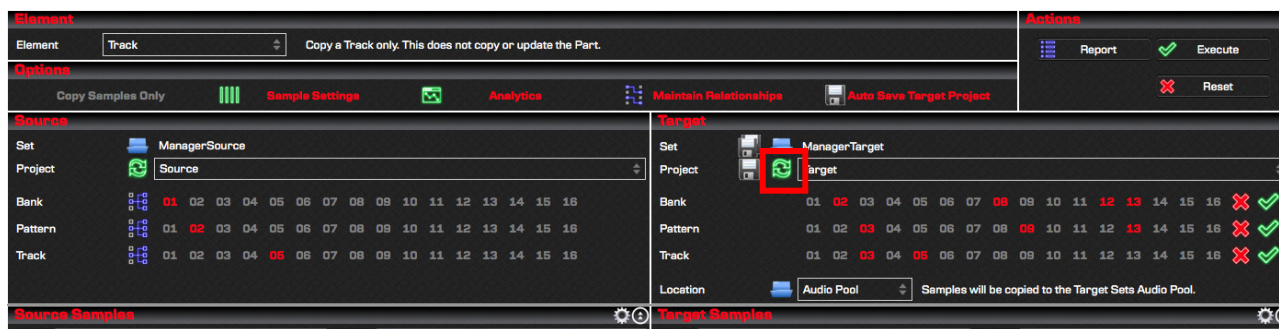 Element
Element Track Copy a Track only. This does not copy or update the Part.
Actions
Report Execute
Reset
Options
Copy Samples Only Sample Settings Analytics Maintain Relationships Auto Save Target Project
Source
Set ManagerSource
Project Source
Bank 01 02 03 04 05 06 07 08 09 10 11 12 13 14 15 16
Pattern 01 02 03 04 05 06 07 08 09 10 11 12 13 14 15 16
Track 01 02 03 04 05 06 07 08 09 10 11 12 13 14 15 16
Target
Set ManagerTarget
Project Target
Bank 01 02 03 04 05 06 07 08 09 10 11 12 13 14 15 16
Pattern 01 02 03 04 05 06 07 08 09 10 11 12 13 14 15 16
Track 01 02 03 04 05 06 07 08 09 10 11 12 13 14 15 16
Location Audio Pool Samples will be copied to the Target Sets Audio Pool.
Source Samples
Target Samples